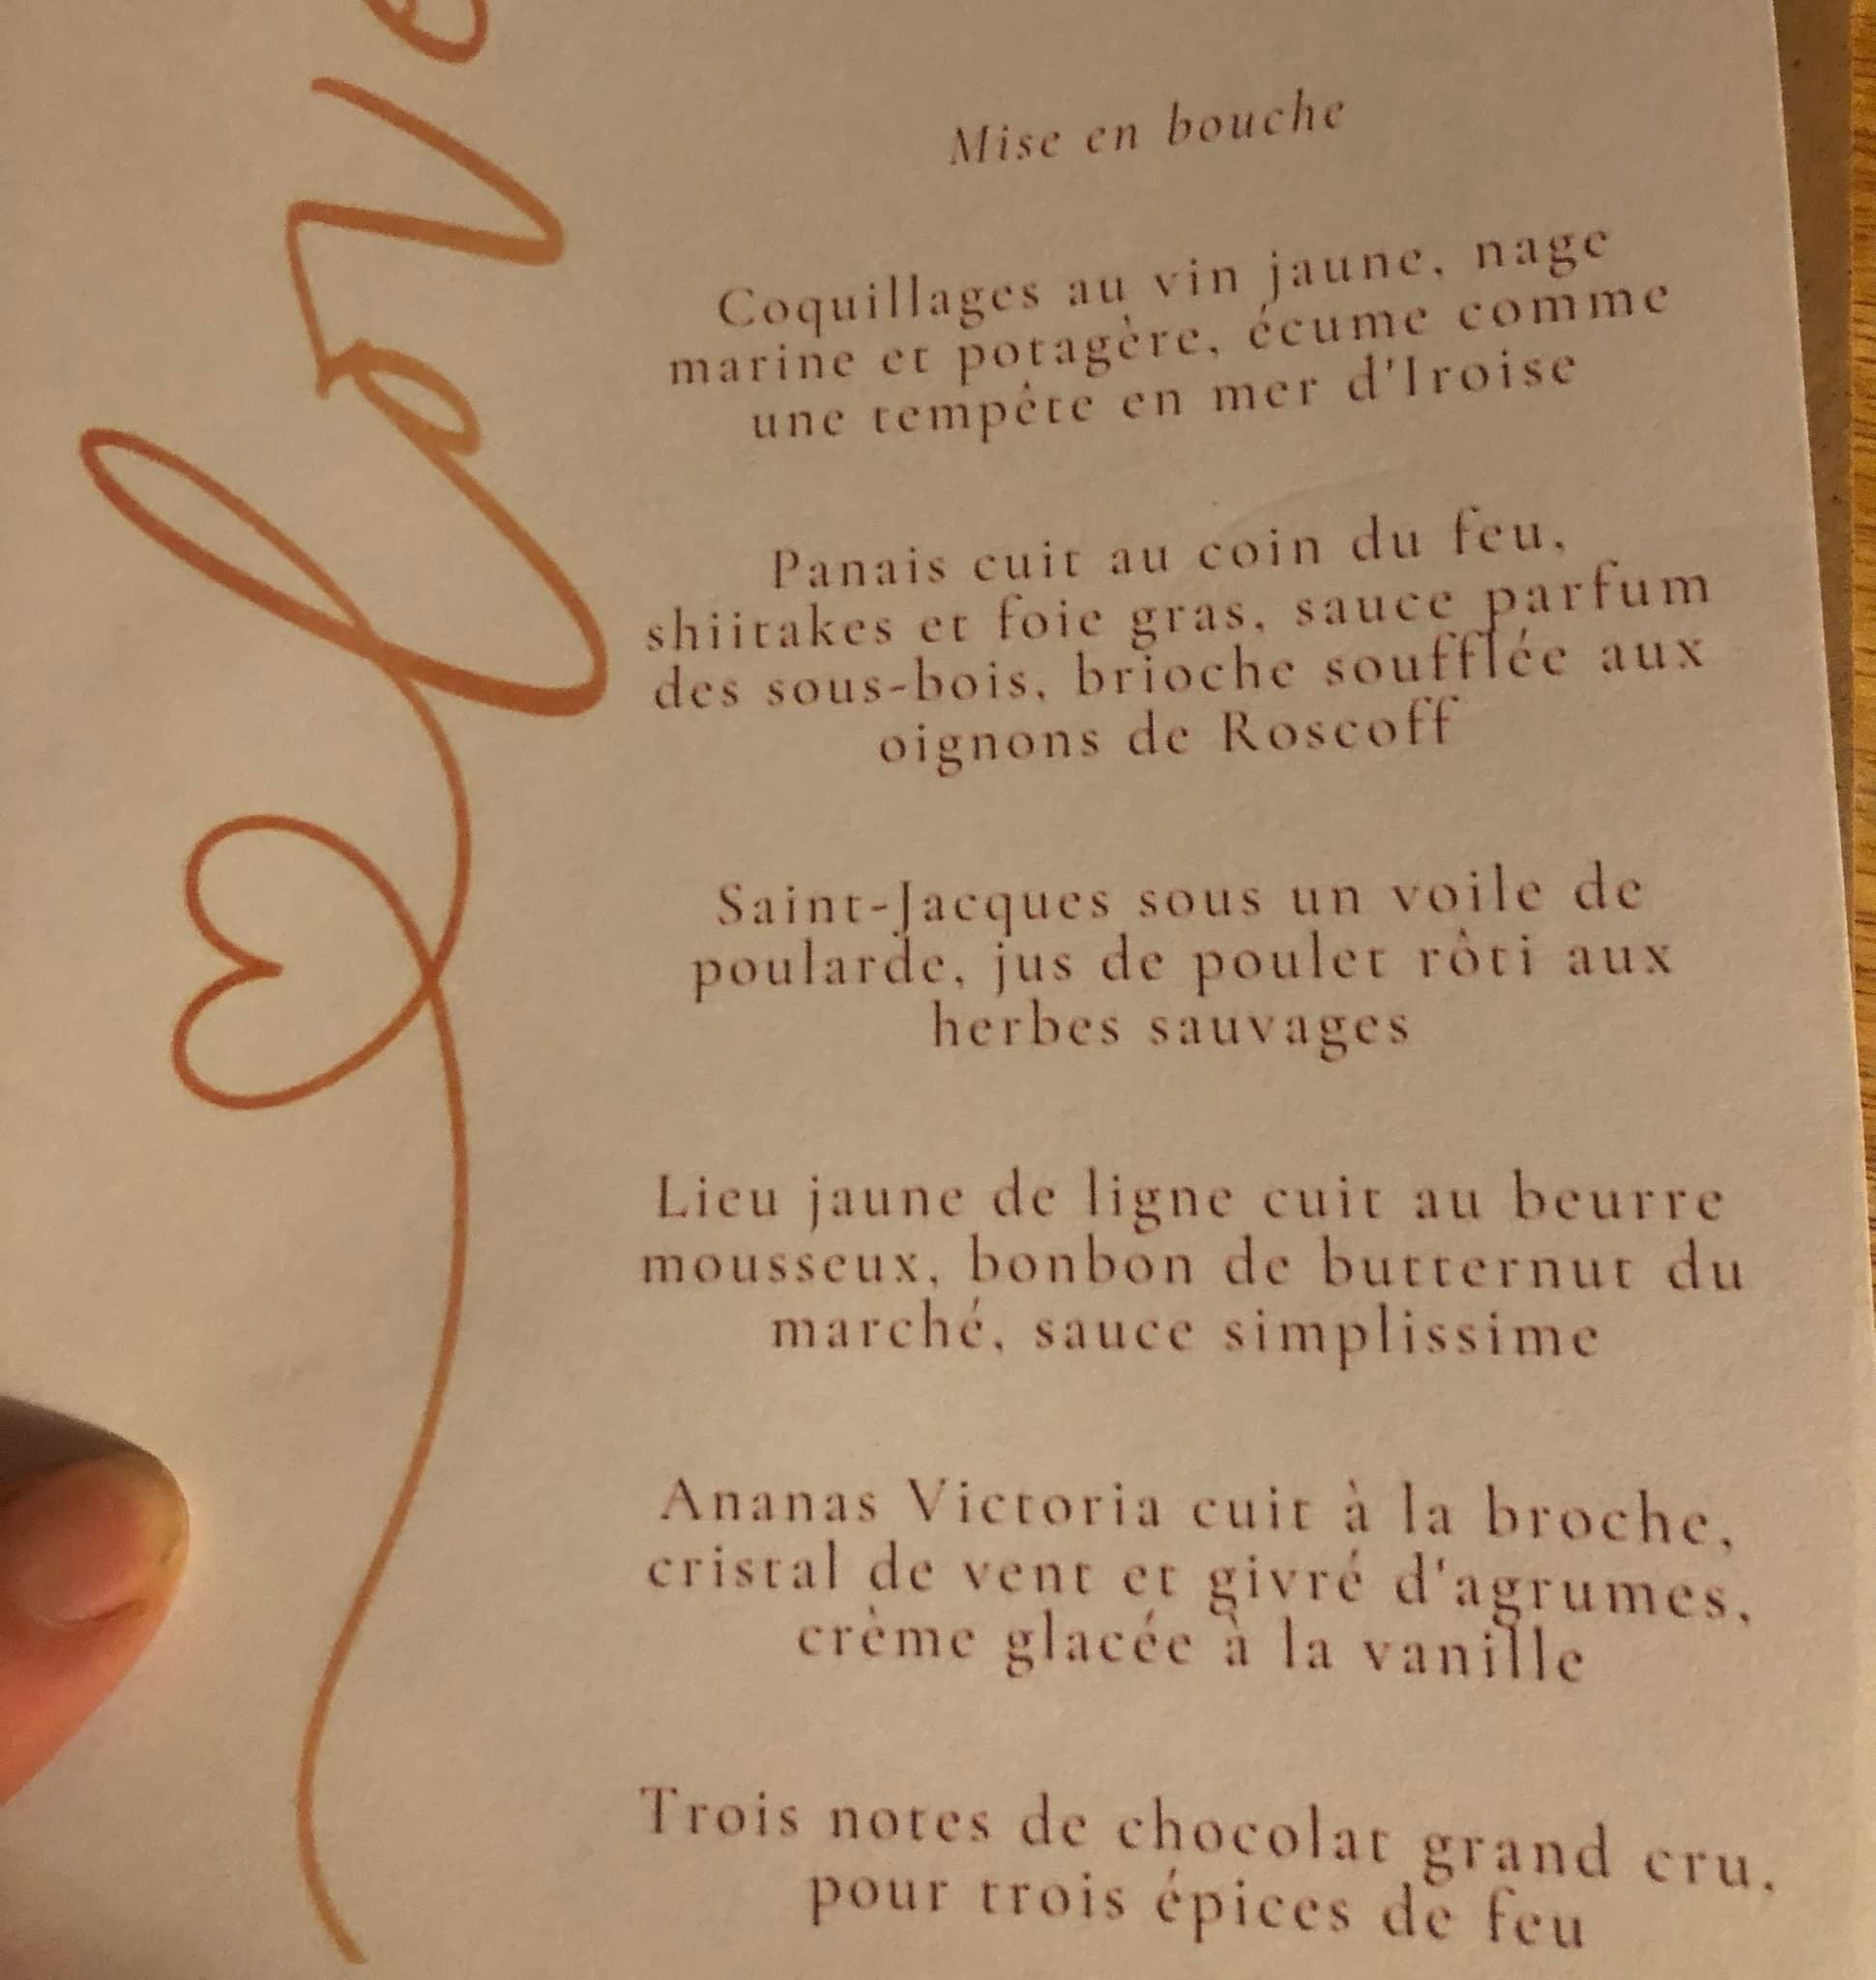 Love
Mise en bouche
Coquillages au vin jaune, nage
marine et potagère, écume comme
une tempête en mer d'Iroise
Panais cuit au coin du feu,
shiitakes et foie gras, sauce parfum
des sous-bois, brioche soufflée aux
oignons de Roscoff
Saint-Jacques sous un voile de
poularde, jus de poulet rôti aux
herbes sauvages
Lieu jaune de ligne cuit au beurre
mousseux, bonbon de butternut du
marché, sauce simplissime
Ananas Victoria cuit à la broche,
cristal de vent et givré d'agrumes,
crème glacée à la vanille
Trois notes de chocolat grand cru,
pour trois épices de feu